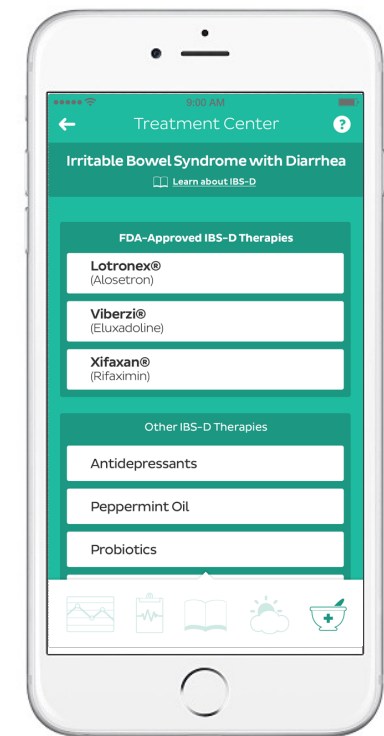 9:00 AM
Treatment Center
?
Irritable Bowel Syndrome with Diarrhea
Learn about IBS-D
FDA-Approved IBS-D Therapies
Lotronex®
(Alosetron)
Viberzi®
(Eluxadoline)
Xifaxan®
(Rifaximin)
Other IBS-D Therapies
Antidepressants
Peppermint Oil
Probiotics